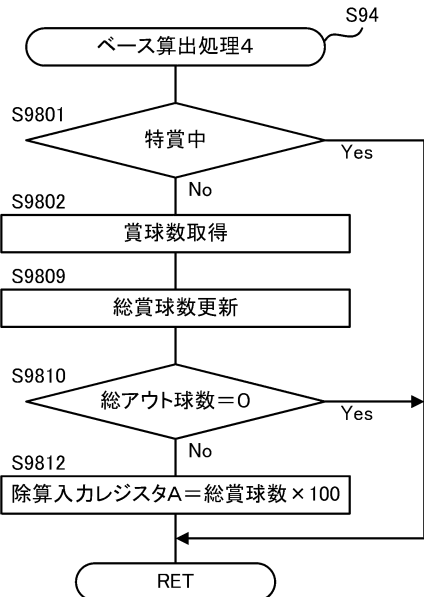 S94
ベース算出処理4
S9801
特賞中
Yes
No
S9802
賞球数取得
S9809
総賞球数更新
S9810
総アウト球数=0
Yes
No
S9812
除算入力レジスタA=総賞球数×100
RET